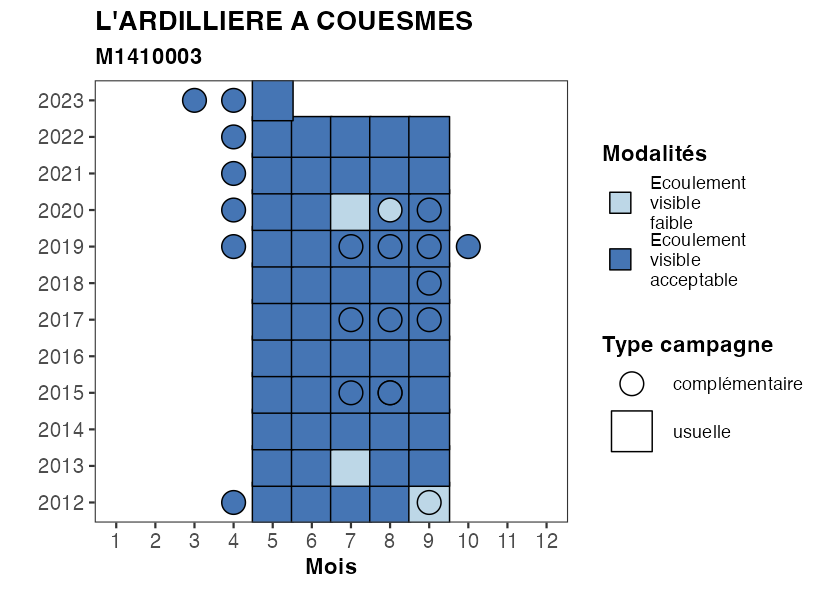 L'ARDILLIERE A COUESMES
M1410003
2023
2022
2021
2020
2019
2018
2017
2016
2015
2014
2013
2012
1 2 3 4 5 6 7 8 9 10 11 12
Mois
Modalités
Ecoulement
visible
faible
Ecoulement
visible
acceptable
Type campagne
complémentaire
usuelle